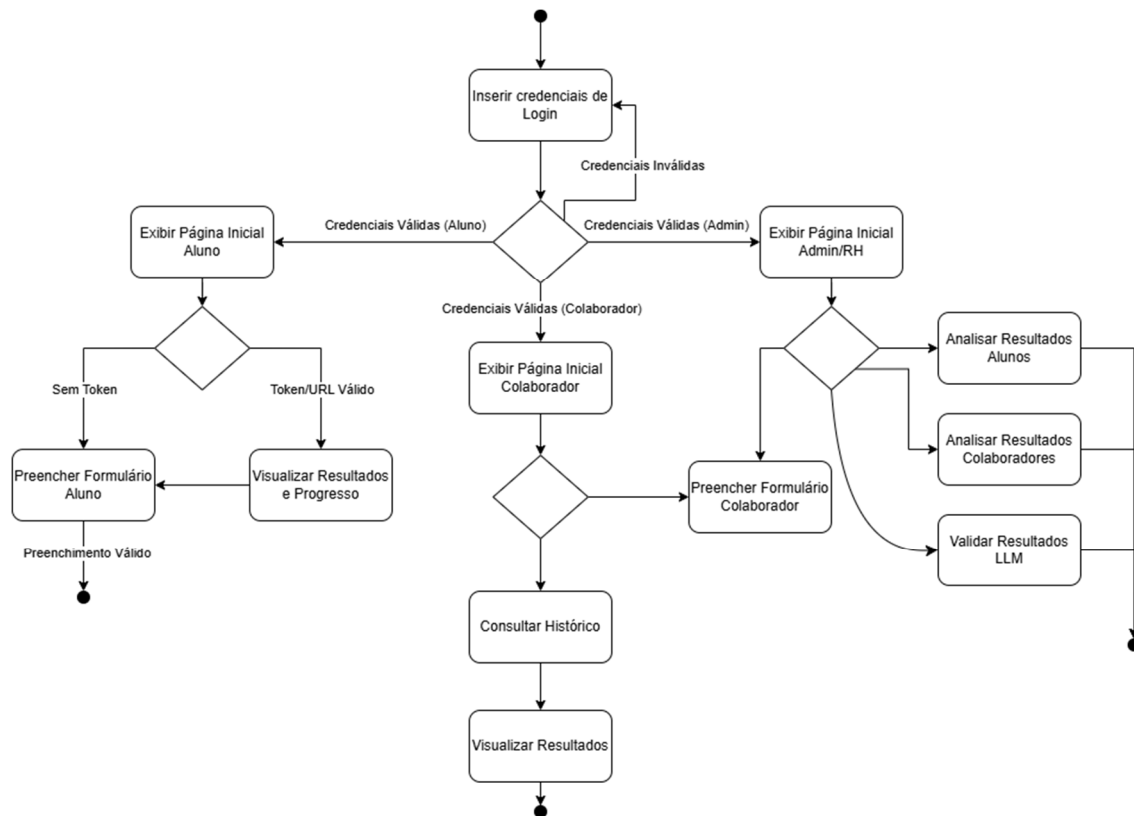 Inserir credenciais de
Login
Credenciais Inválidas
Credenciais Válidas (Aluno)
Credenciais Válidas (Admin)
Exibir Página Inicial
Aluno
Exibir Página Inicial
Admin/RH
Credenciais Válidas (Colaborador)
Sem Token
Token/URL Válido
Exibir Página Inicial
Colaborador
Analisar Resultados
Alunos
Analisar Resultados
Colaboradores
Preencher Formulário
Aluno
Visualizar Resultados
e Progresso
Preencher Formulário
Colaborador
Validar Resultados
LLM
Preenchimento Válido
Consultar Histórico
Visualizar Resultados